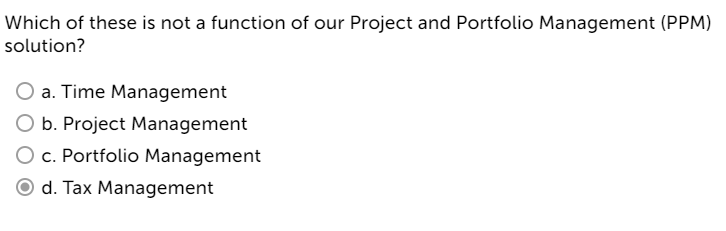 Which of these is not a function of our Project and Portfolio Management (PPM)
solution?
a. Time Management
b. Project Management
c. Portfolio Management
d. Tax Management